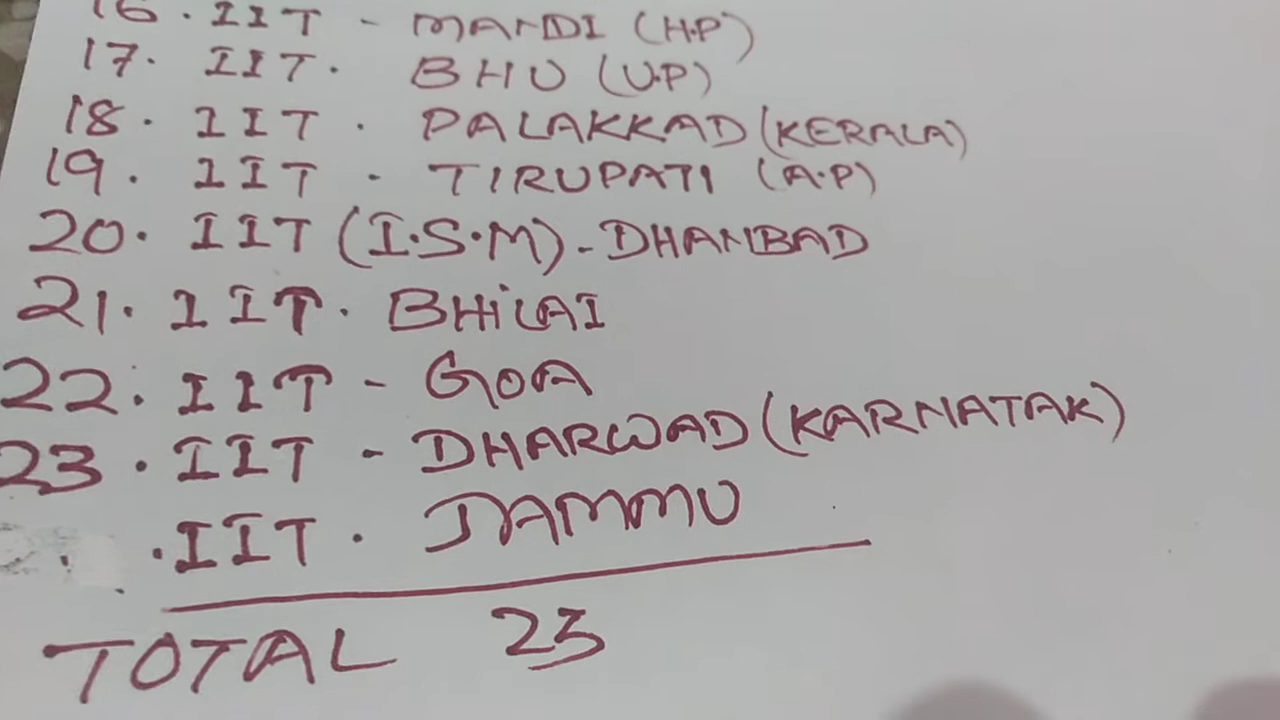 16. IIT - MANDI (H.P)
17. IIT. BHU (U.P)
18. IIT. PALAKKAD (KERALA)
19. IIT - TIRUPATI (A.P)
20. IIT (I.S.M) - DHANBAD
21. IIT. BHiLAI
22. IIT - GOA
23. IIT - DHARWAD (KARNATAK)
. IIT. JAMMU
TOTAL 23